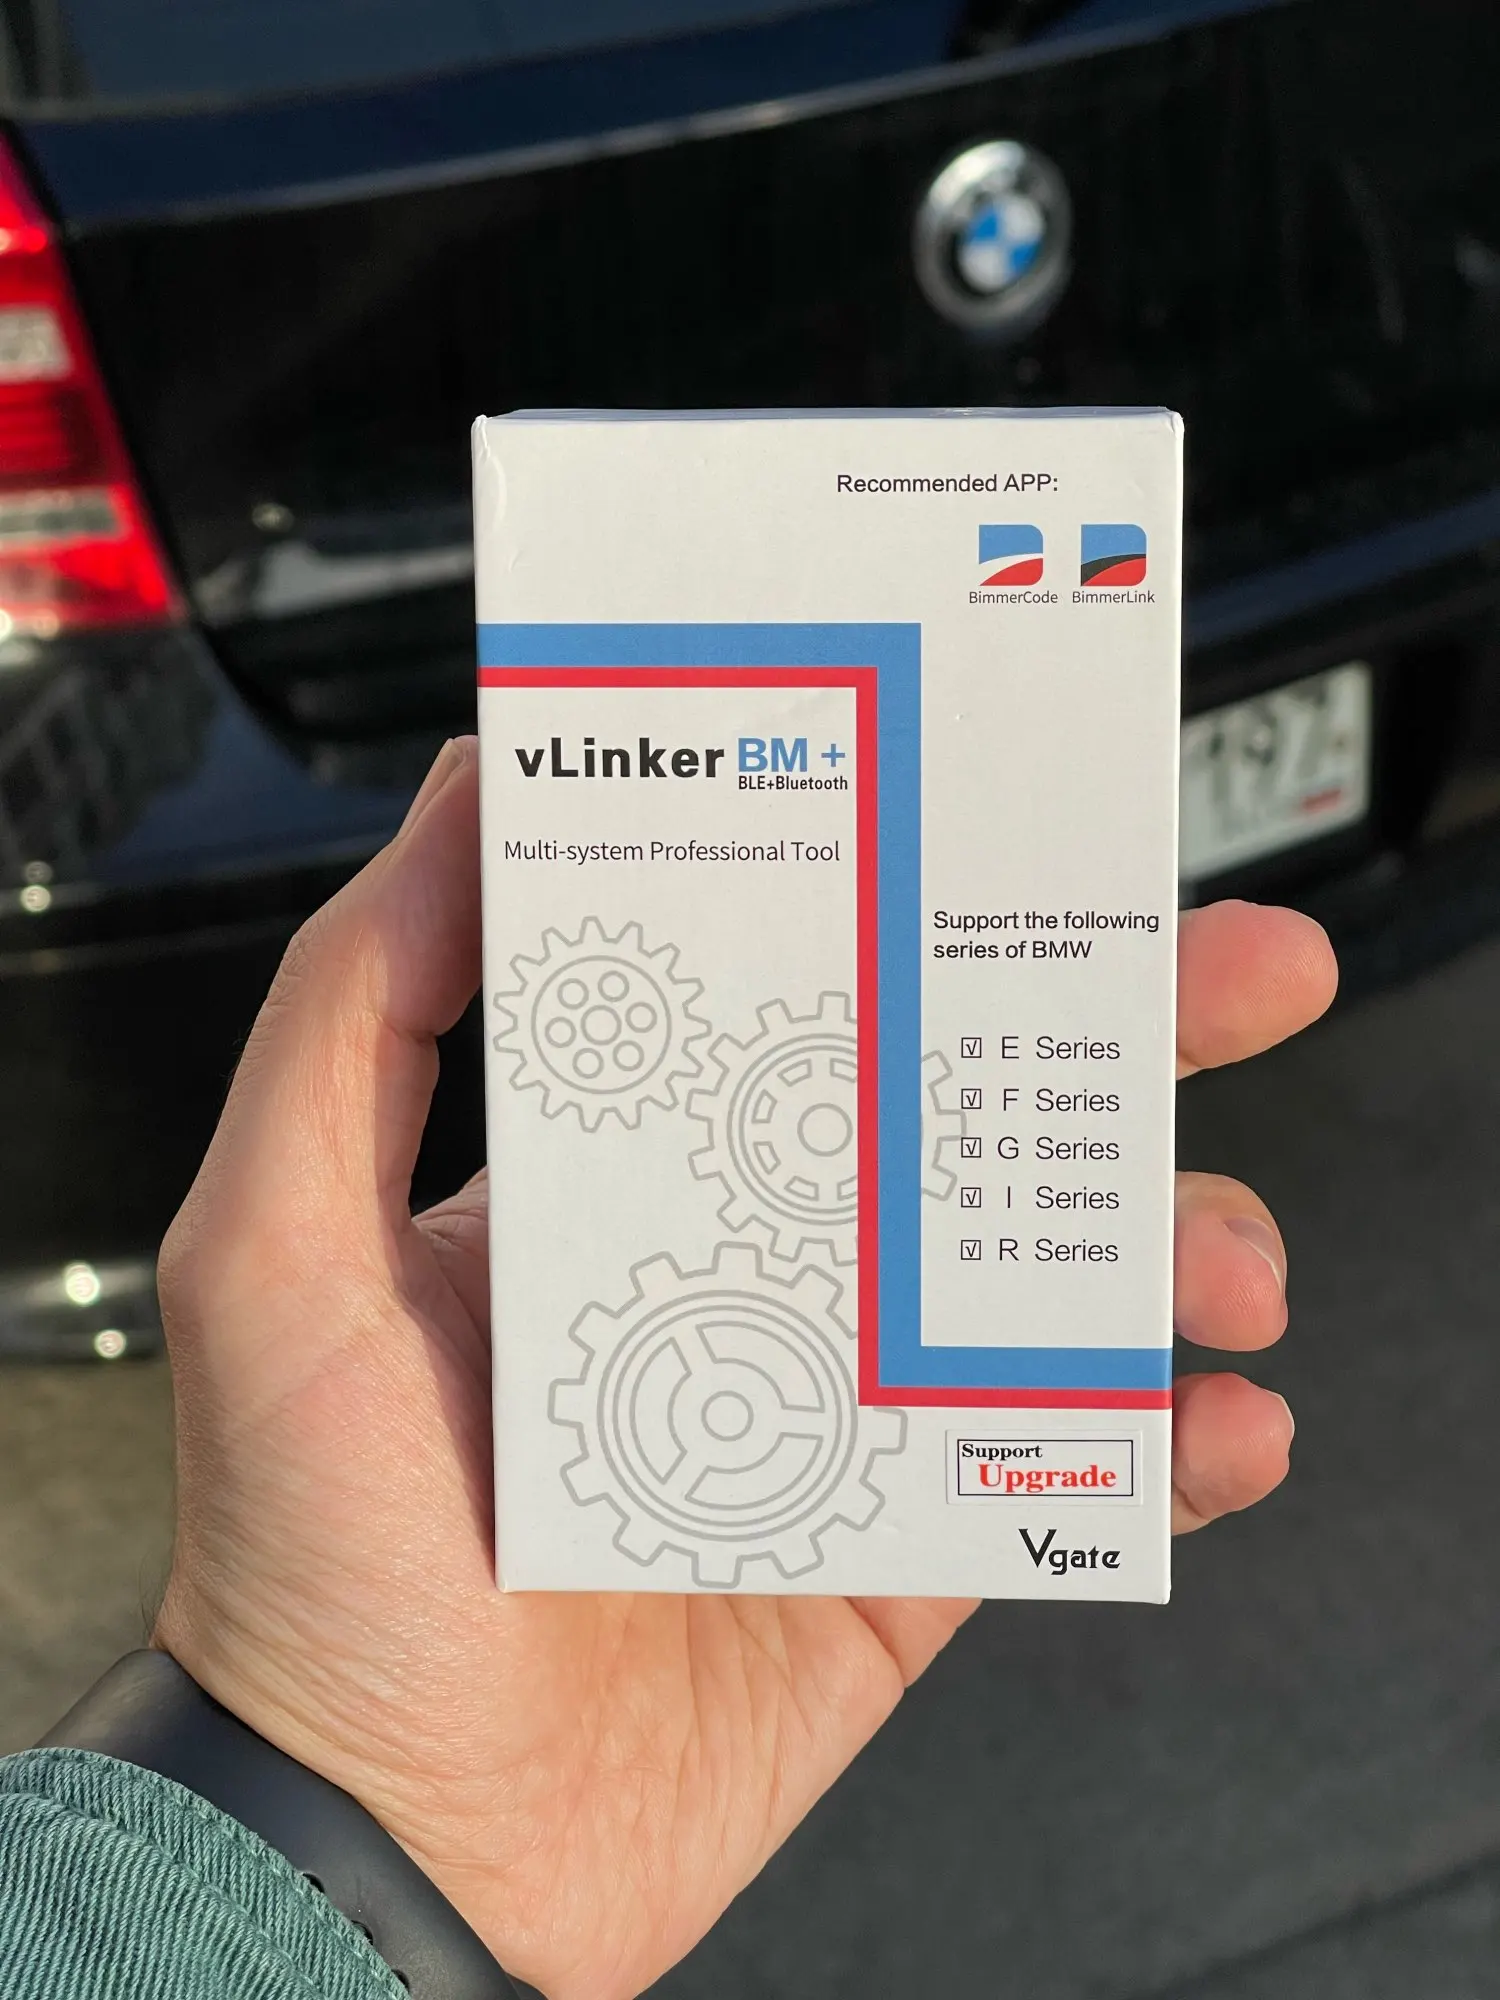 Recommended APP:
BimmerCode BimmerLink
vLinker BM +
BLE+Bluetooth
Multi-system Professional Tool
Support the following
series of BMW
E Series
F Series
G Series
I Series
R Series
Support
Upgrade
Vgate